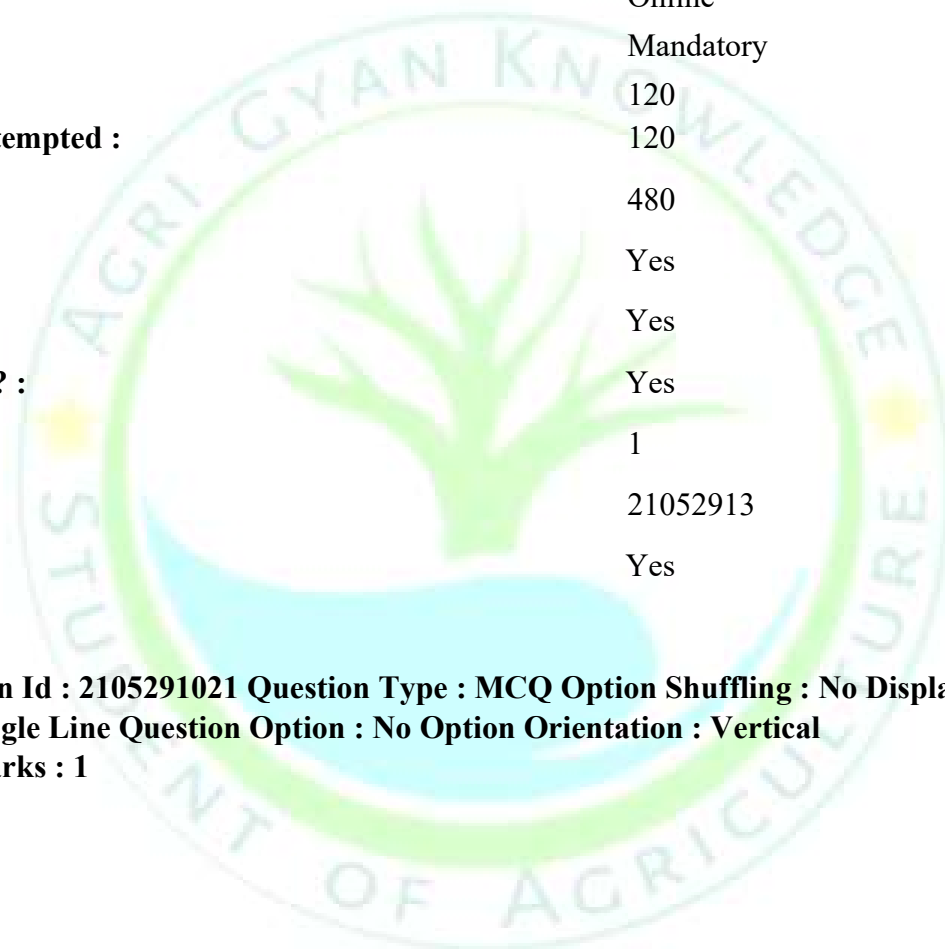 Mandatory
120
tempted : 120
480
Yes
Yes
? : Yes
1
21052913
Yes
n Id : 2105291021 Question Type : MCQ Option Shuffling : No Displa
gle Line Question Option : No Option Orientation : Vertical
arks : 1
AGRI GYAN KNOWLEDGE
STUDENT OF AGRICULTURE